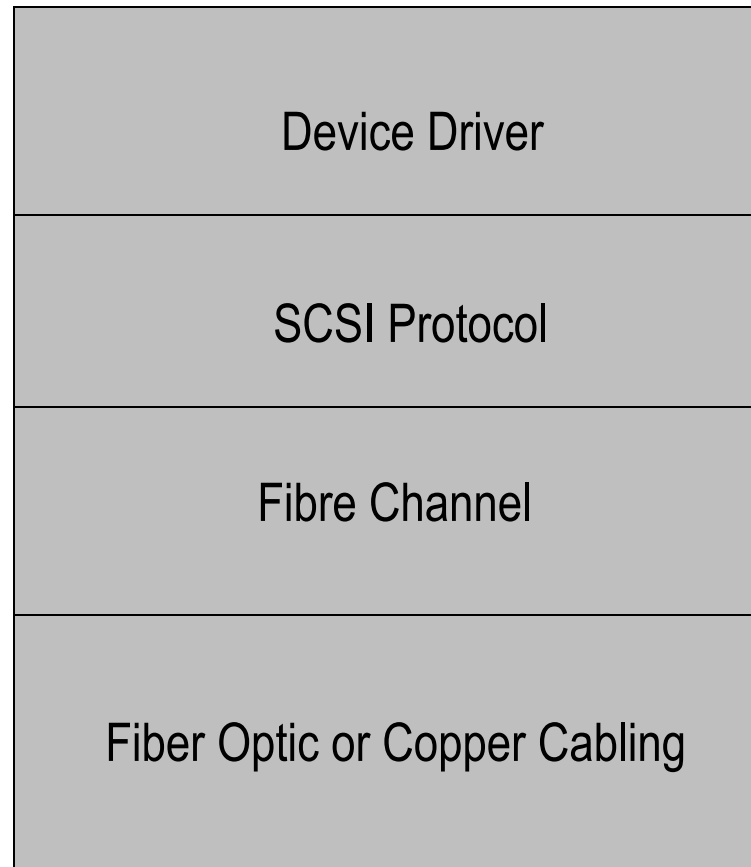 Device Driver
SCSI Protocol
Fibre Channel
Fiber Optic or Copper Cabling